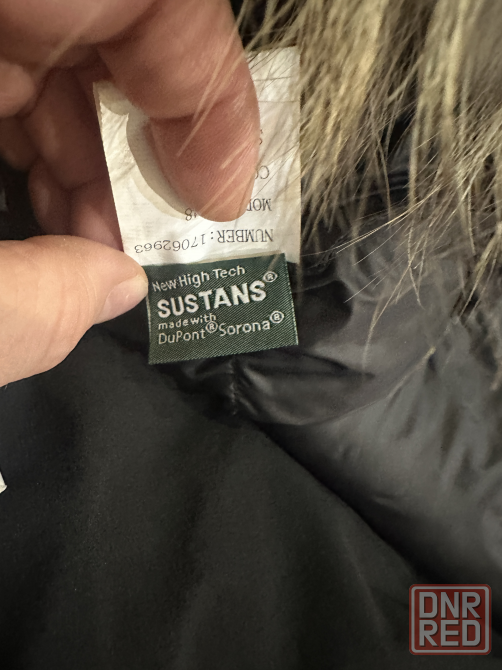 NUMBER:17062963
New High Tech
SUSTANS®
made with
DuPont®Sorona®
DNR
RED